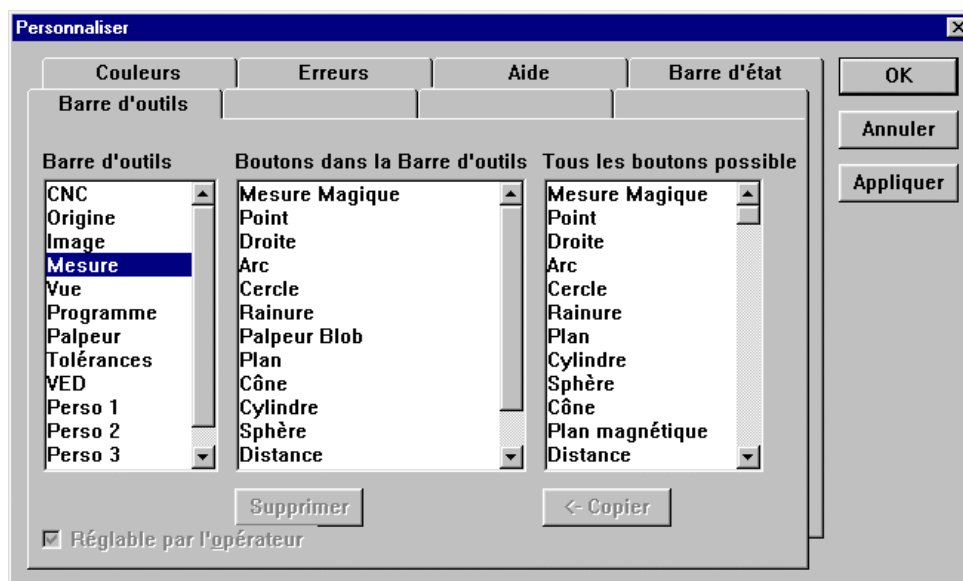 Personnaliser
Couleurs Erreurs Aide Barre d'état
Barre d'outils
OK
Annuler
Appliquer
Barre d'outils
CNC
Origine
Image
Mesure
Vue
Programme
Palpeur
Tolérances
VED
Perso 1
Perso 2
Perso 3
Boutons dans la Barre d'outils
Mesure Magique
Point
Droite
Arc
Cercle
Rainure
Palpeur Blob
Plan
Cône
Cylindre
Sphère
Distance
Supprimer
Tous les boutons possible
Mesure Magique
Point
Droite
Arc
Cercle
Rainure
Plan
Cylindre
Sphère
Cône
Plan magnétique
Distance
<- Copier
Réglable par l'opérateur